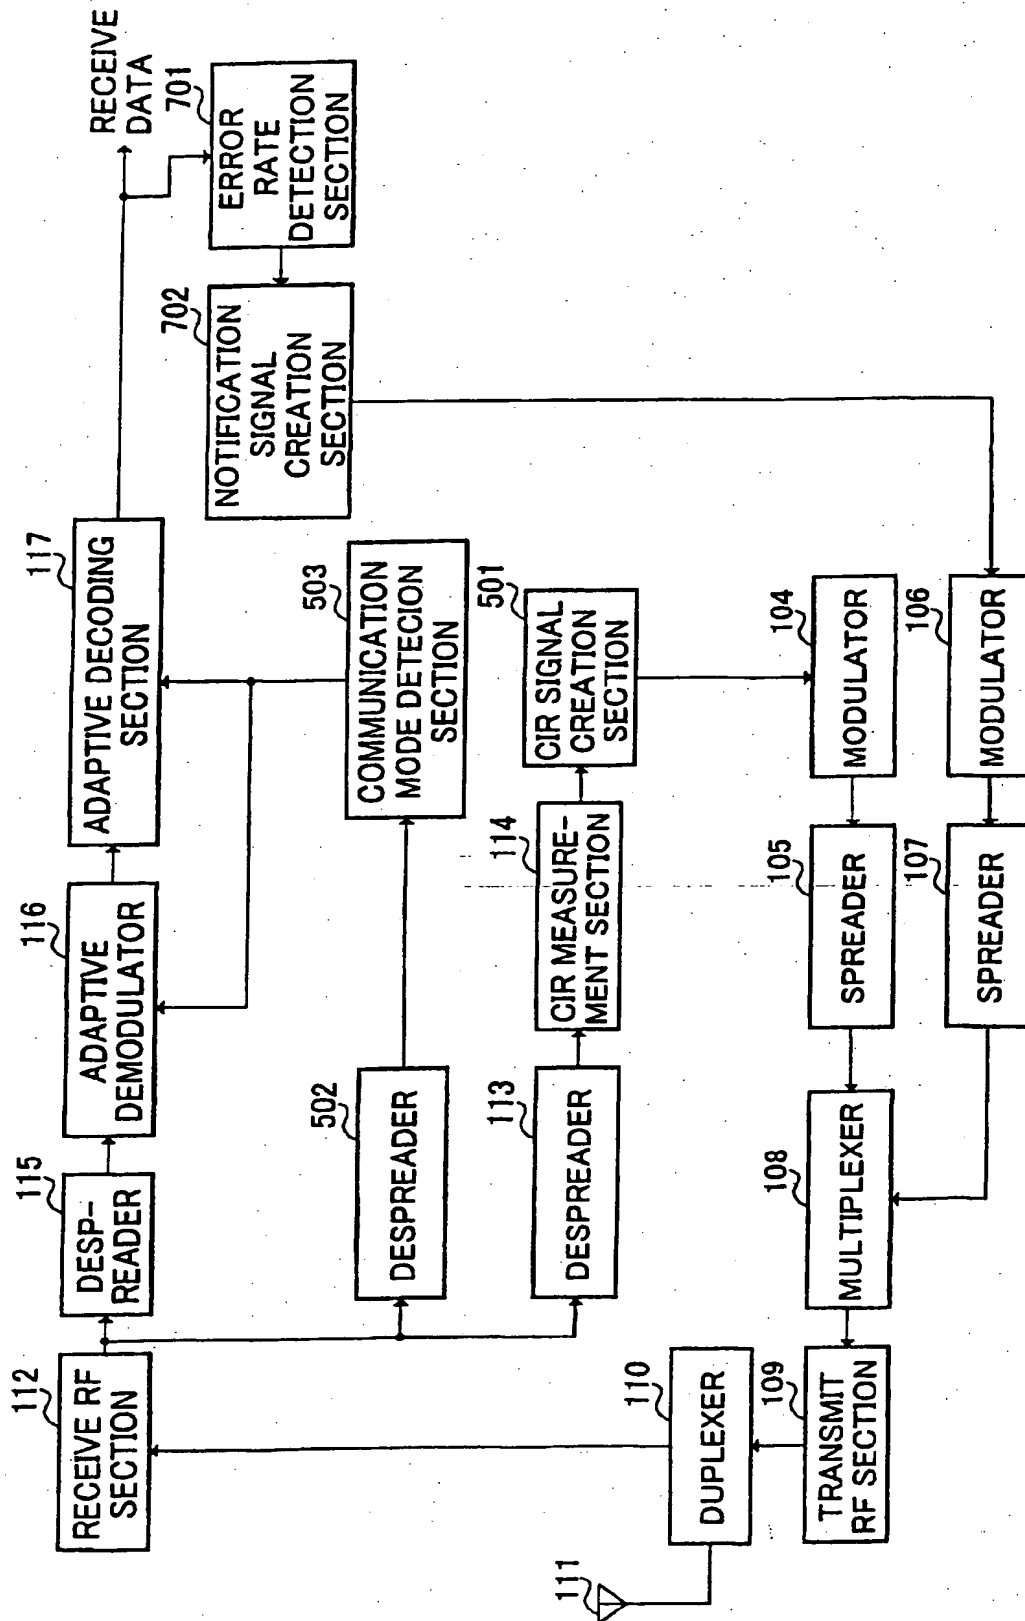 112
RECEIVE RF
SECTION
115
DESP-
READER
116
ADAPTIVE
DEMODULATOR
117
ADAPTIVE DECODING
SECTION
RECEIVE
DATA
701
ERROR
RATE
DETECTION
SECTION
702
NOTIFICATION
SIGNAL
CREATION
SECTION
502
DESPREADER
503
COMMUNICATION
MODE DETECION
SECTION
113
DESPREADER
114
CIR MEASURE-
MENT SECTION
501
CIR SIGNAL
CREATION
SECTION
111
110
DUPLEXER
109
TRANSMIT
RF SECTION
108
MULTIPLEXER
105
SPREADER
104
MODULATOR
107
SPREADER
106
MODULATOR